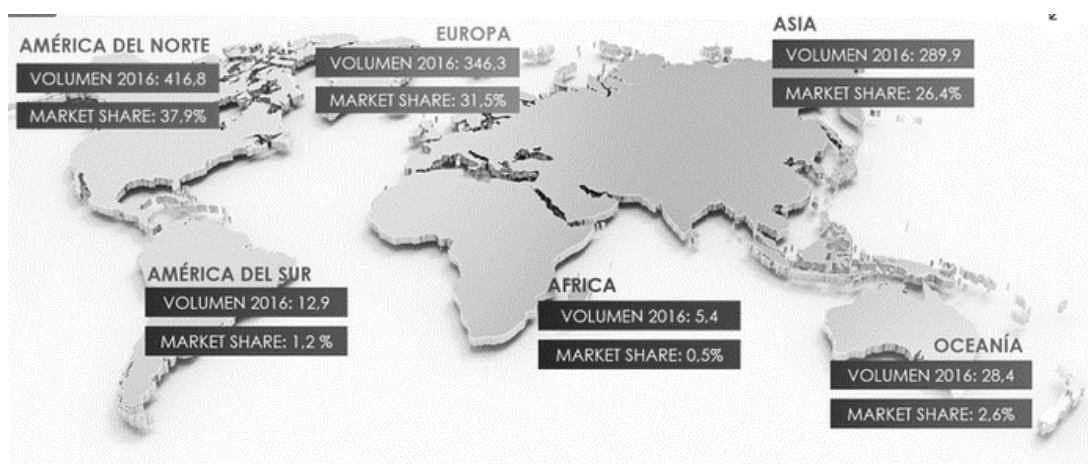 AMÉRICA DEL NORTE
VOLUMEN 2016: 416,8
MARKET SHARE: 37,9%
EUROPA
VOLUMEN 2016: 346,3
MARKET SHARE: 31,5%
ASIA
VOLUMEN 2016: 289,9
MARKET SHARE: 26,4%
AMÉRICA DEL SUR
VOLUMEN 2016: 12,9
MARKET SHARE: 1,2 %
AFRICA
VOLUMEN 2016: 5,4
MARKET SHARE: 0,5%
OCEANÍA
VOLUMEN 2016: 28,4
MARKET SHARE: 2,6%